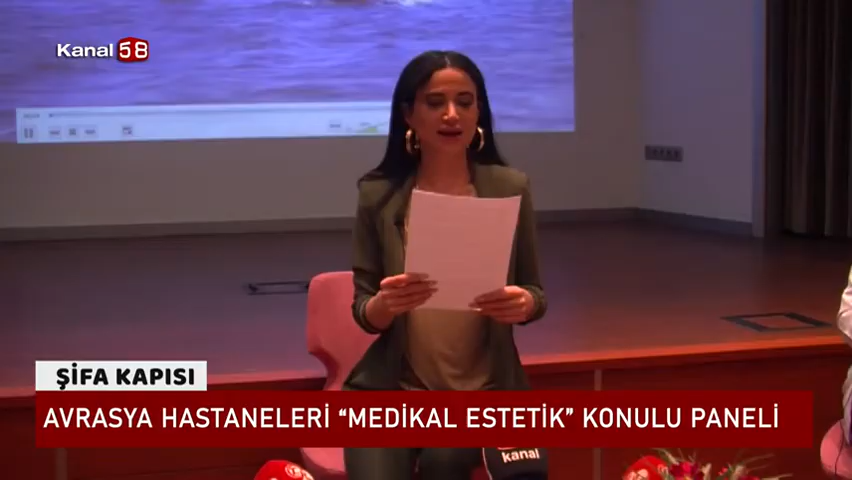 Kanal 58
ŞİFA KAPISI
AVRASYA HASTANELERİ “MEDİKAL ESTETİK” KONULU PANELİ
kanal